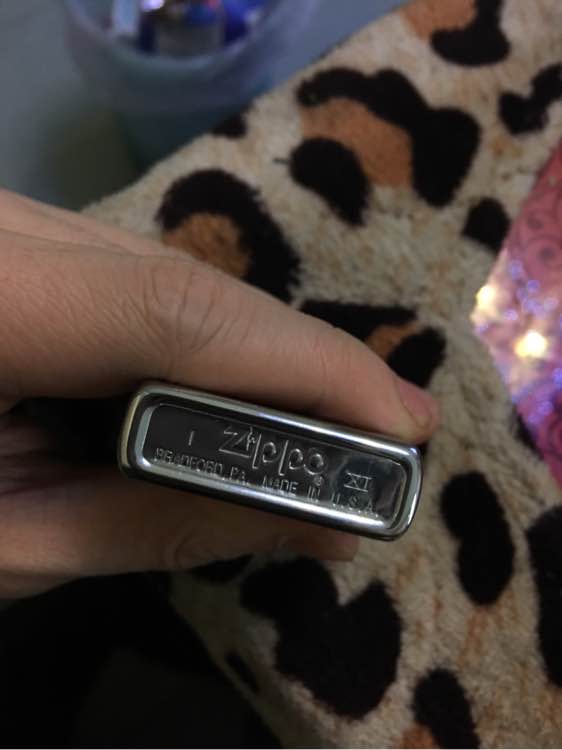 I Zippo ® XI
BRADFORD, PA. MADE IN U.S.A.